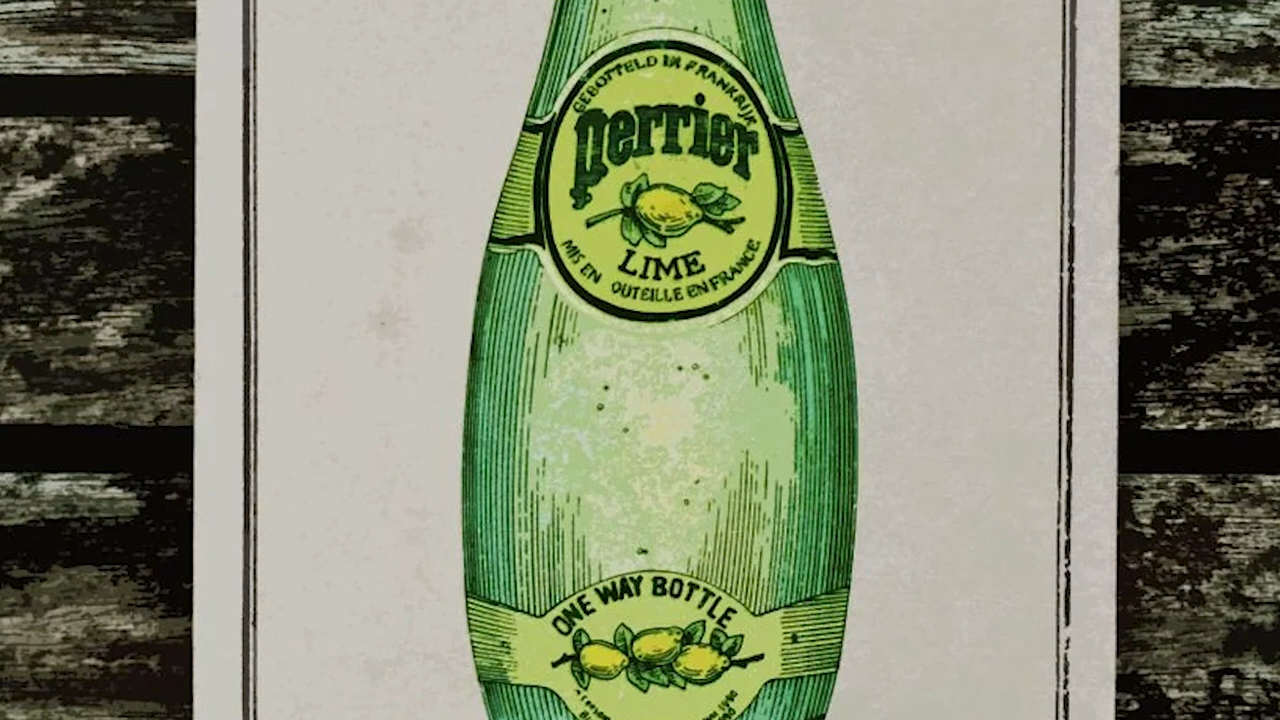 GEBOTTELD IN FRANKRIJK
perrier
LIME
MIS EN OUTEILLE EN FRANCE
ONE WAY BOTTLE